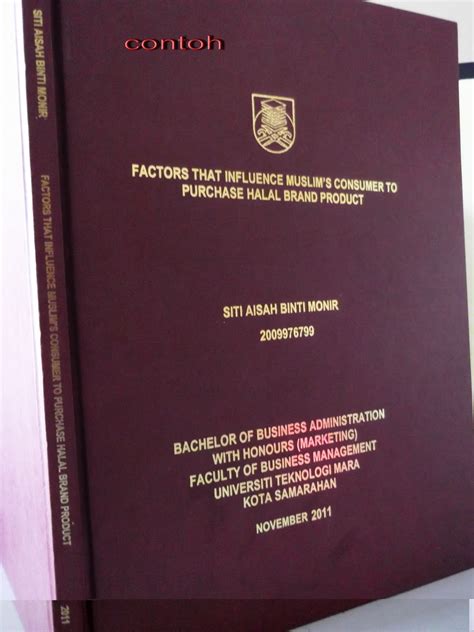 contoh
FACTORS THAT INFLUENCE MUSLIM'S CONSUMER TO
PURCHASE HALAL BRAND PRODUCT
SITI AISAH BINTI MONIR
2009976799
BACHELOR OF BUSINESS ADMINISTRATION
WITH HONOURS (MARKETING)
FACULTY OF BUSINESS MANAGEMENT
UNIVERSITI TEKNOLOGI MARA
KOTA SAMARAHAN
NOVEMBER 2011
SITI AISAH BINTI MONIR
FACTORS THAT INFLUENCE MUSLIM'S CONSUMER TO PURCHASE HALAL BRAND PRODUCT
2011